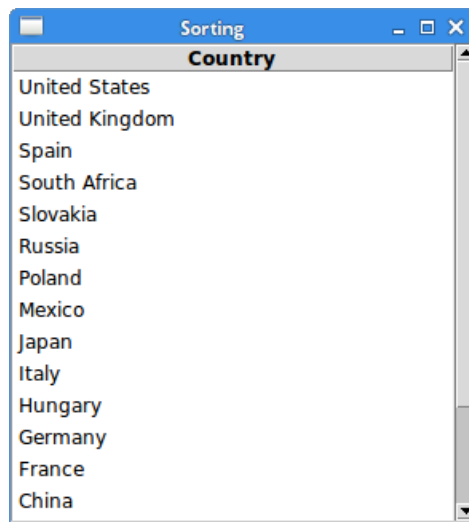 Sorting
Country
United States
United Kingdom
Spain
South Africa
Slovakia
Russia
Poland
Mexico
Japan
Italy
Hungary
Germany
France
China